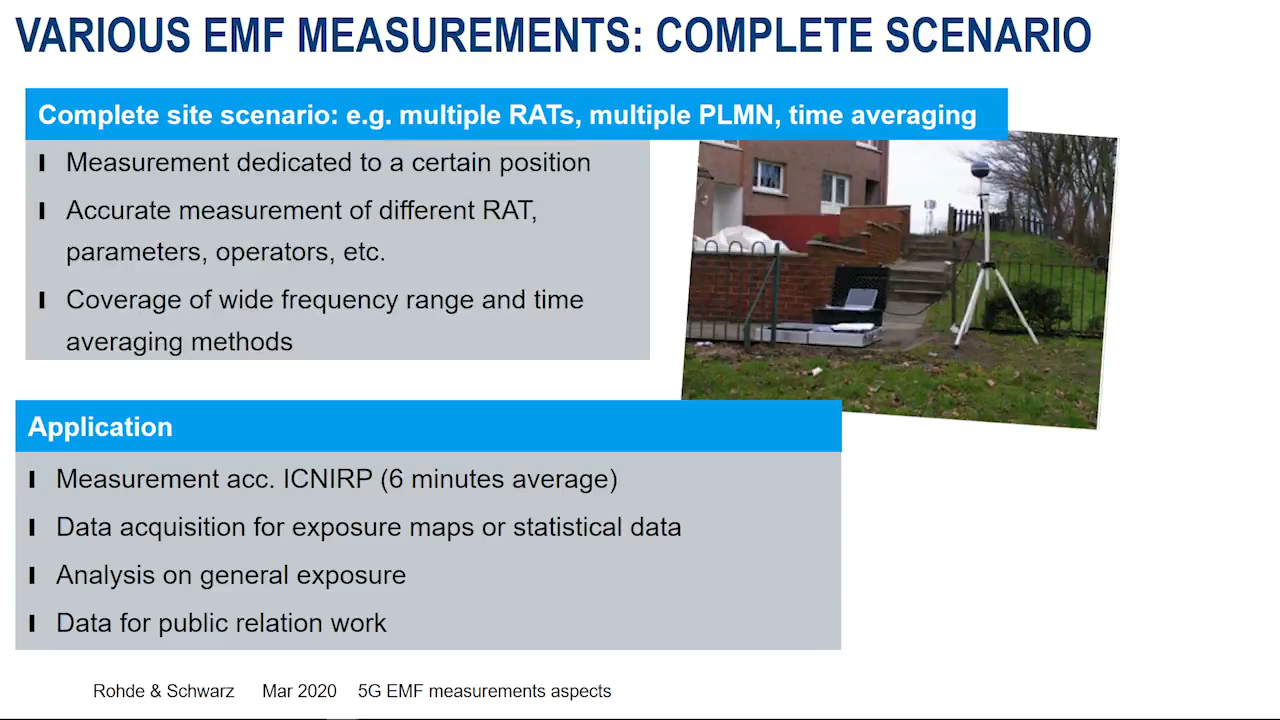 VARIOUS EMF MEASUREMENTS: COMPLETE SCENARIO
Complete site scenario: e.g. multiple RATs, multiple PLMN, time averaging
Measurement dedicated to a certain position
Accurate measurement of different RAT,
parameters, operators, etc.
Coverage of wide frequency range and time
averaging methods
Application
Measurement acc. ICNIRP (6 minutes average)
Data acquisition for exposure maps or statistical data
Analysis on general exposure
Data for public relation work
Rohde & Schwarz Mar 2020 5G EMF measurements aspects